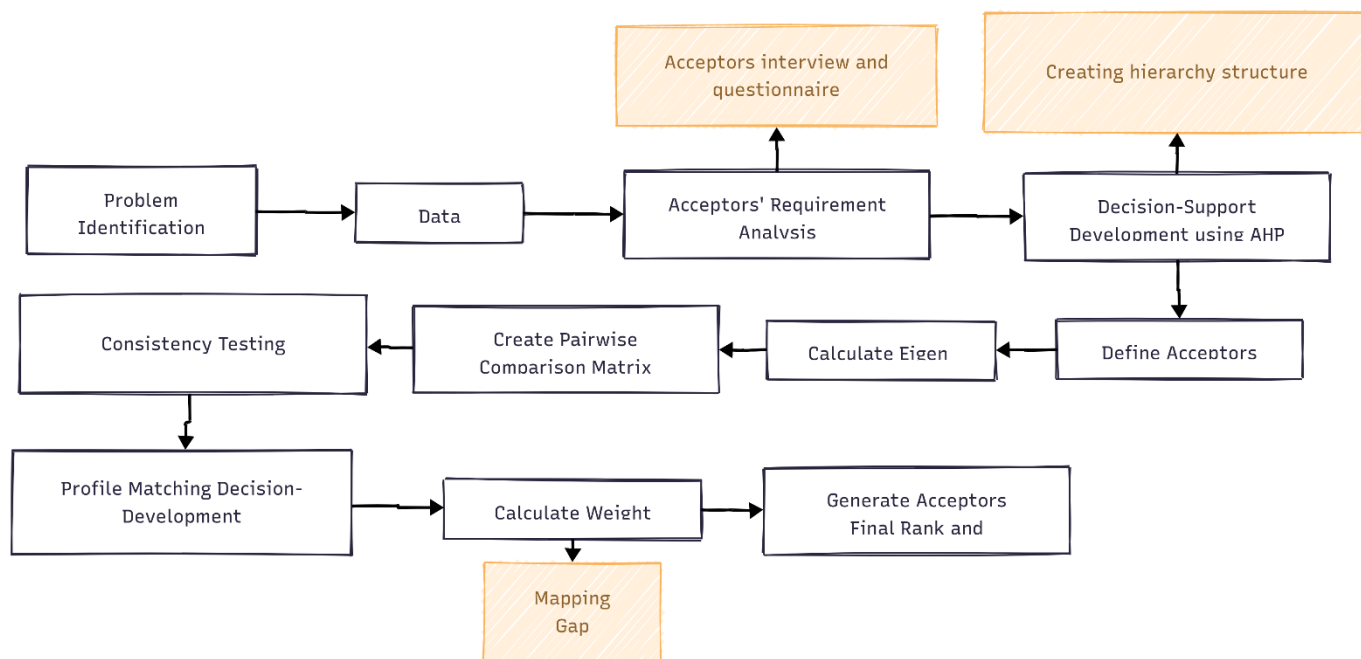 Acceptors interview and
questionnaire
Creating hierarchy structure
Problem
Identification
Data
Acceptors' Requirement
Analysis
Decision-Support
Development using AHP
Consistency Testing
Create Pairwise
Comparison Matrix
Calculate Eigen
Define Acceptors
Profile Matching Decision-
Development
Calculate Weight
Generate Acceptors
Final Rank and
Mapping
Gap